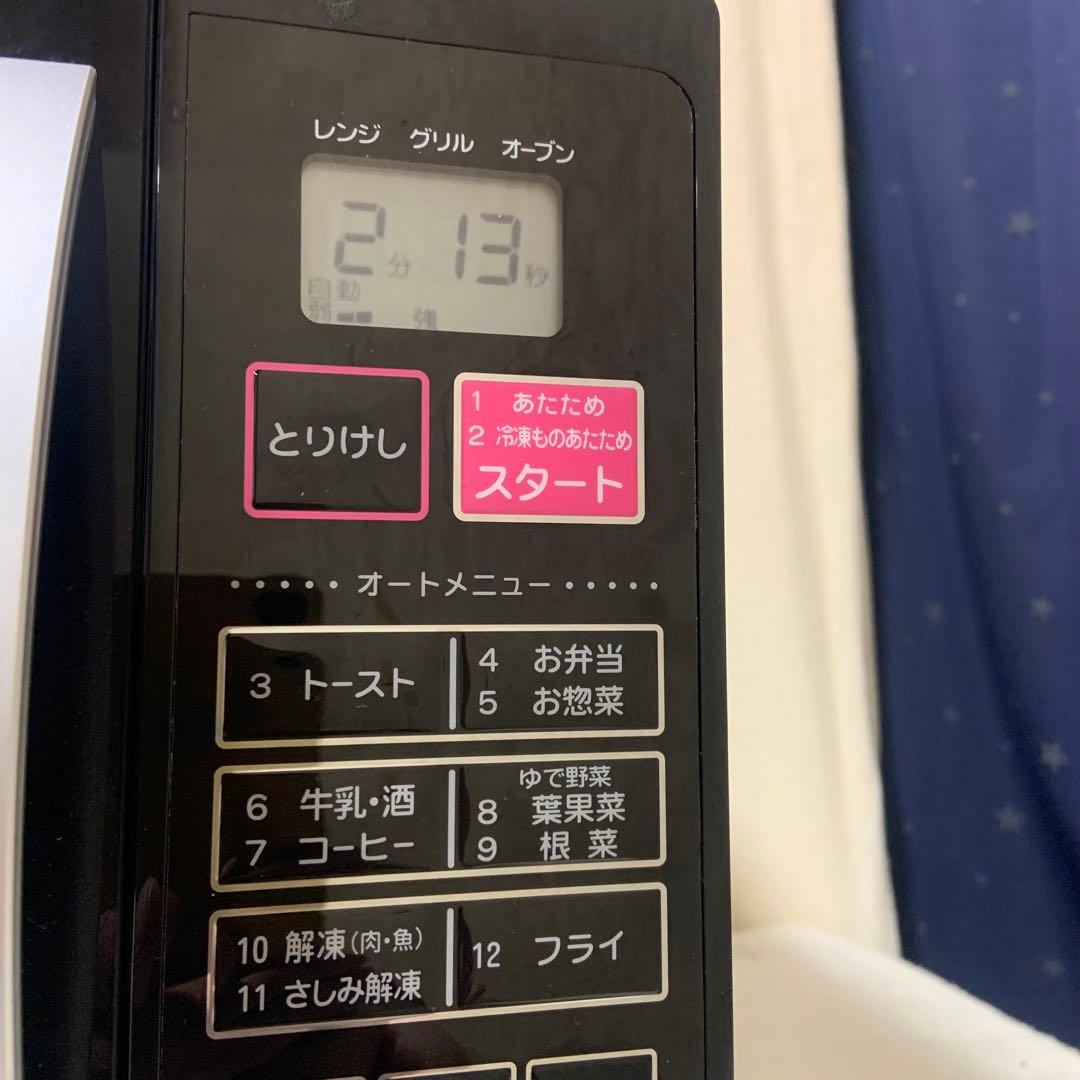 レンジ グリル オーブン
2分 13秒
自動
弱 強
とりけし
1 あたため
2 冷凍ものあたため
スタート
・・・・・オートメニュー・・・・・
3 トースト
4 お弁当
5 お惣菜
6 牛乳・酒
7 コーヒー
ゆで野菜
8 葉果菜
9 根菜
10 解凍(肉・魚)
11 さしみ解凍
12 フライ